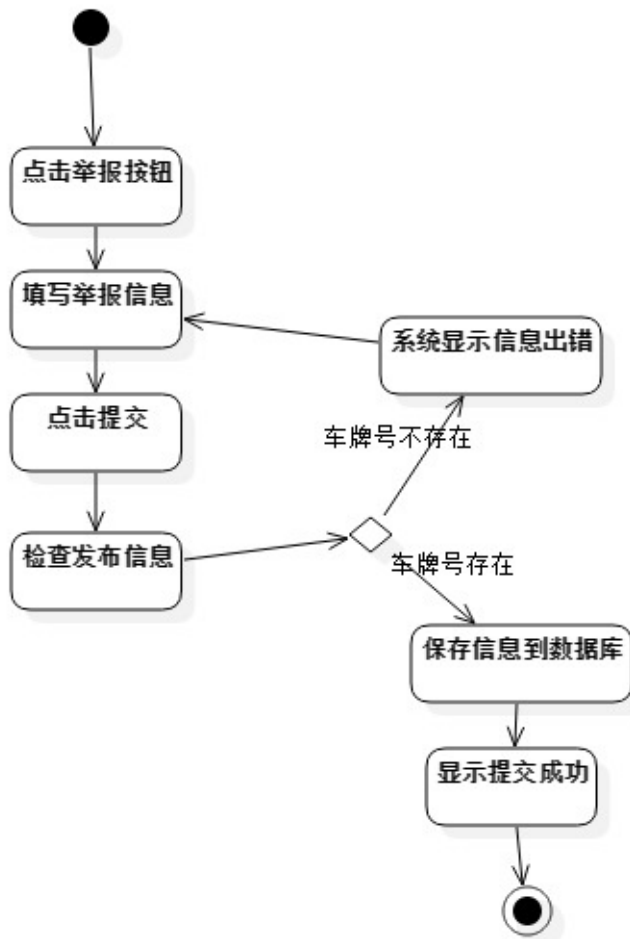 点击举报按钮
填写举报信息
系统显示信息出错
点击提交
车牌号不存在
检查发布信息
车牌号存在
保存信息到数据库
显示提交成功